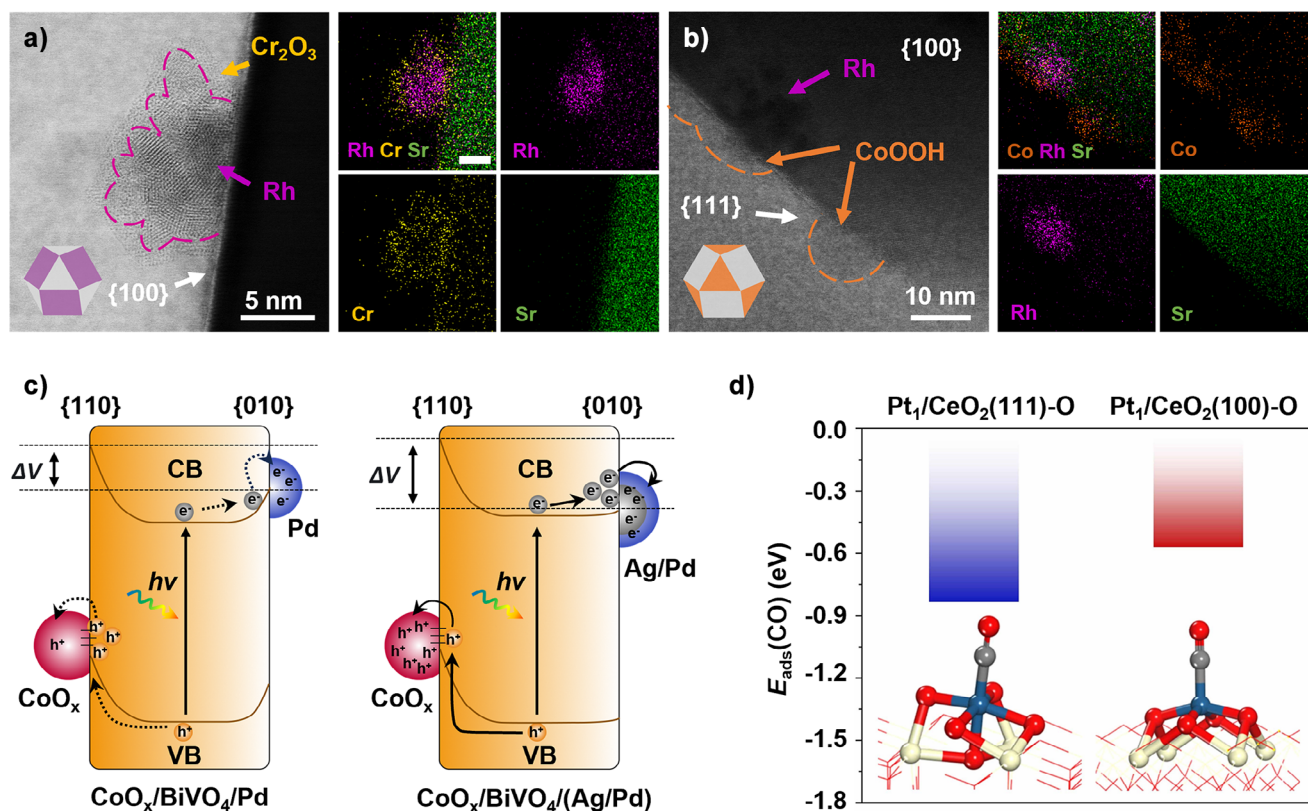 a)
Cr₂O₃
Rh
{100}
5 nm
Rh Cr Sr
Rh
Cr
Sr
b)
{100}
Rh
CoOOH
{111}
10 nm
Co Rh Sr
Co
Rh
Sr
c)
{110}
{010}
ΔV
CB
e⁻
e⁻
e⁻
e⁻
e⁻
Pd
hν
h⁺
h⁺
h⁺
h⁺
CoOₓ
h⁺
VB
CoOₓ/BiVO₄/Pd
{110}
{010}
ΔV
CB
e⁻
e⁻
e⁻
e⁻
e⁻
e⁻
e⁻
e⁻
Ag/Pd
hν
h⁺
h⁺
h⁺
h⁺
h⁺
h⁺
h⁺
h⁺
CoOₓ
h⁺
VB
CoOₓ/BiVO₄/(Ag/Pd)
d)
Pt₁/CeO₂(111)-O
Pt₁/CeO₂(100)-O
0.0
-0.3
-0.6
-0.9
-1.2
-1.5
-1.8
Eads(CO) (eV)